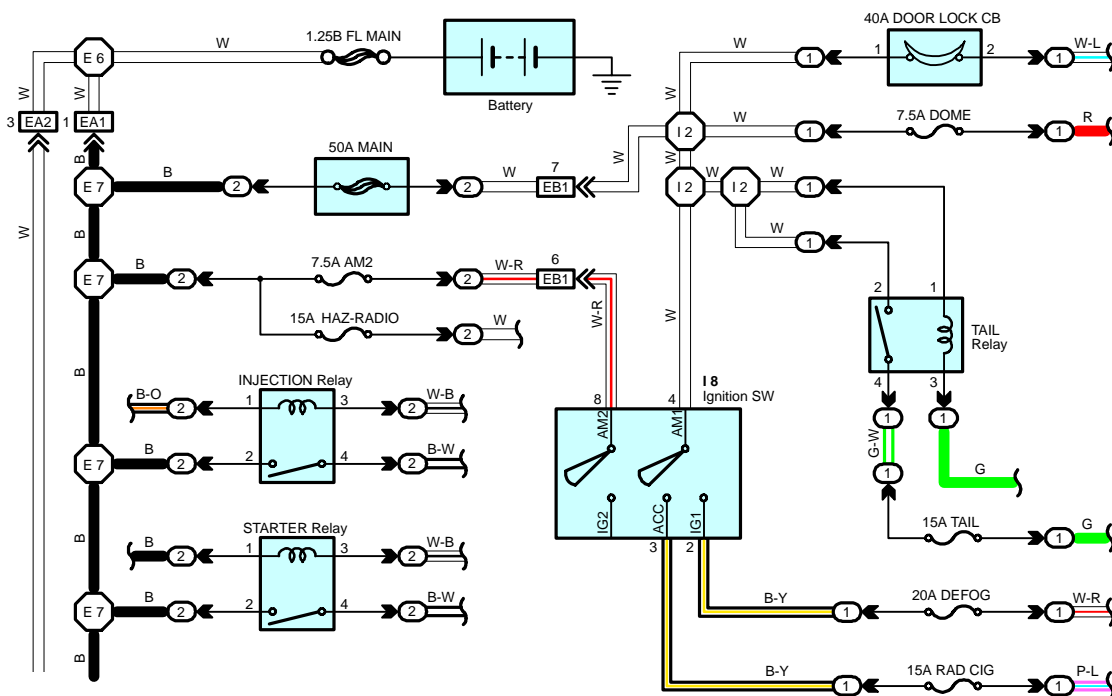 40A DOOR LOCK CB
W 1.25B FL MAIN W 1 1 2 1 W-L
E 6
Battery
W W
7.5A DOME
W 1 1 R
3 EA2 1 EA1
I 2
50A MAIN
B 7 W W
B 2 2 W EB1
E 7 I 2 W I 2 W 1
W B W 1
7.5A AM2 6
B 2 2 W-R EB1
E 7
2 1
15A HAZ-RADIO 2 W W-R W
TAIL
Relay
B INJECTION Relay
B-O 2 1 3 2 W-B
I 8
Ignition SW
4 3
8 4
AM2 AM1
1 1
G-W
B 2 2 4 2 B-W
E 7
1 G
IG2 ACC IG1
B STARTER Relay
B 2 1 3 2 W-B
3 2
15A TAIL 1 G
B 2 2 4 2 B-W
E 7
B-Y 1 20A DEFOG 1 W-R
B
B-Y 1 15A RAD CIG 1 P-L